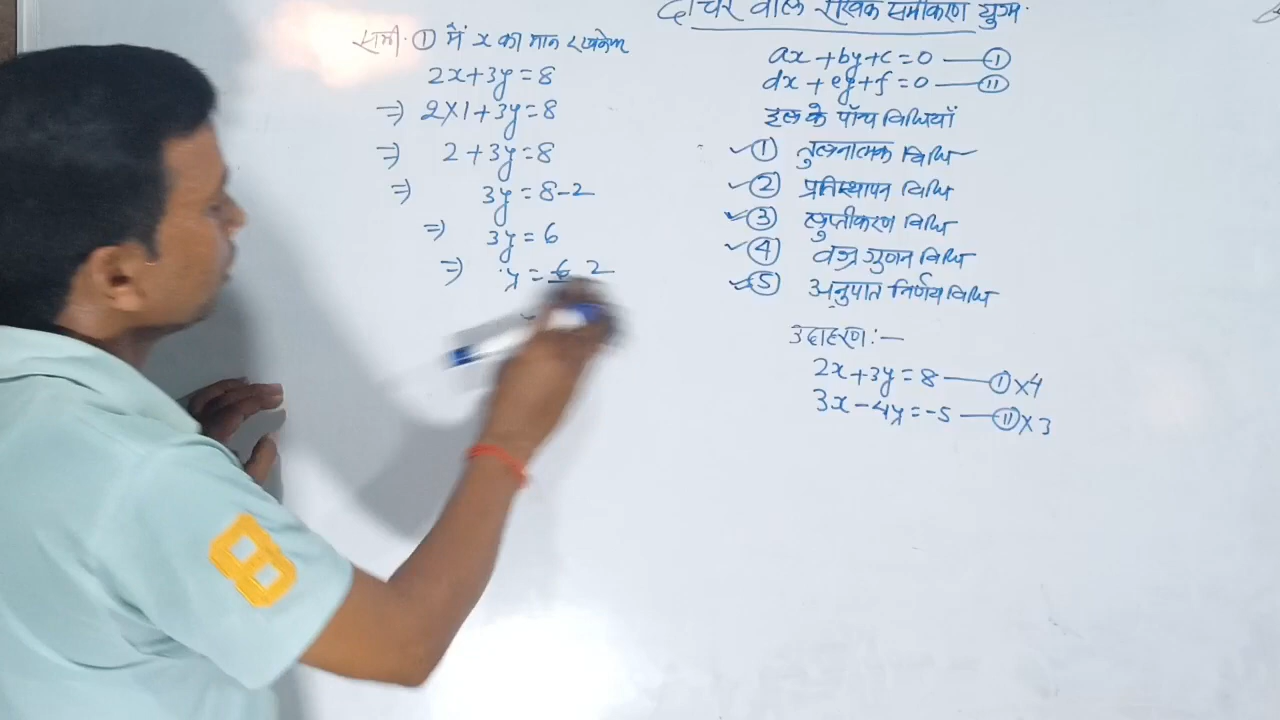 दो चर वाले रैखिक समीकरण युग्म
ax + by + c = 0 — ①
dx + ey + f = 0 — ⑪
हल के पाँच विधियाँ
① तुलनात्मक विधि
② प्रतिस्थापन विधि
③ लुप्तीकरण विधि
④ वज्र गुणन विधि
⑤ अनुपात निर्णय विधि
उदाहरण :—
2x + 3y = 8 — ① × 4
3x - 4y = -5 — ⑪ × 3
समी. ① में x का मान रखने पर
2x + 3y = 8
⇒ 2 × 1 + 3y = 8
⇒ 2 + 3y = 8
⇒ 3y = 8 - 2
⇒ 3y = 6
⇒ y = 6 2
8